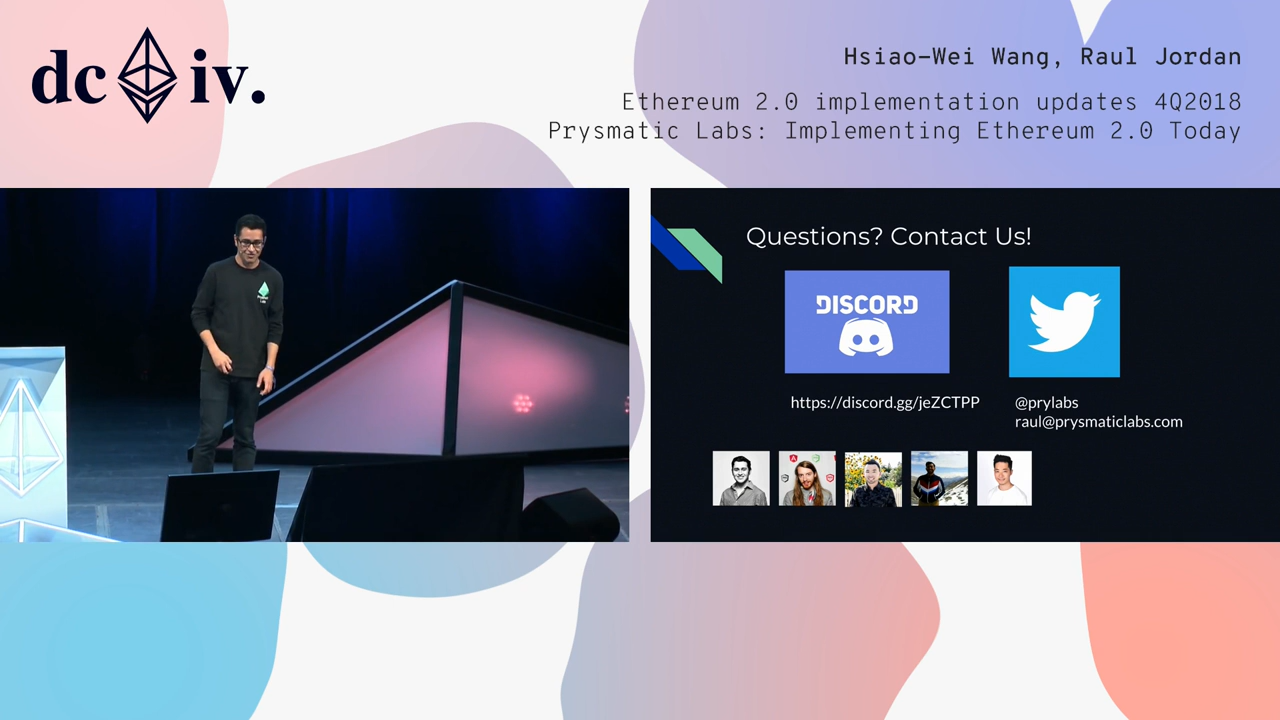 dc iv.
Hsiao-Wei Wang, Raul Jordan
Ethereum 2.0 implementation updates 4Q2018
Prysmatic Labs: Implementing Ethereum 2.0 Today
Questions? Contact Us!
DISCORD
https://discord.gg/jeZCTPP
@prylabs
raul@prysmaticlabs.com